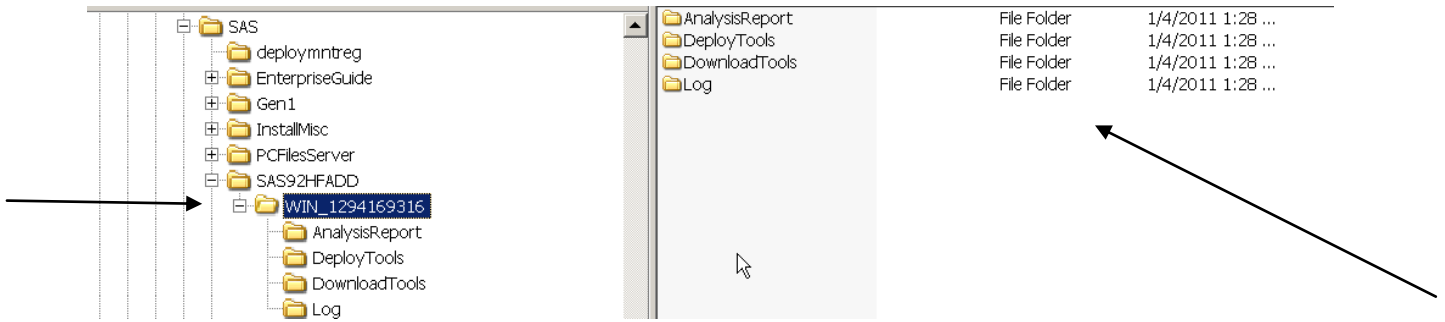 SAS
deploymntreg
EnterpriseGuide
Gen1
InstallMisc
PCFilesServer
SAS92HFADD
WIN_1294169316
AnalysisReport
DeployTools
DownloadTools
Log
AnalysisReport File Folder 1/4/2011 1:28 ...
DeployTools File Folder 1/4/2011 1:28 ...
DownloadTools File Folder 1/4/2011 1:28 ...
Log File Folder 1/4/2011 1:28 ...